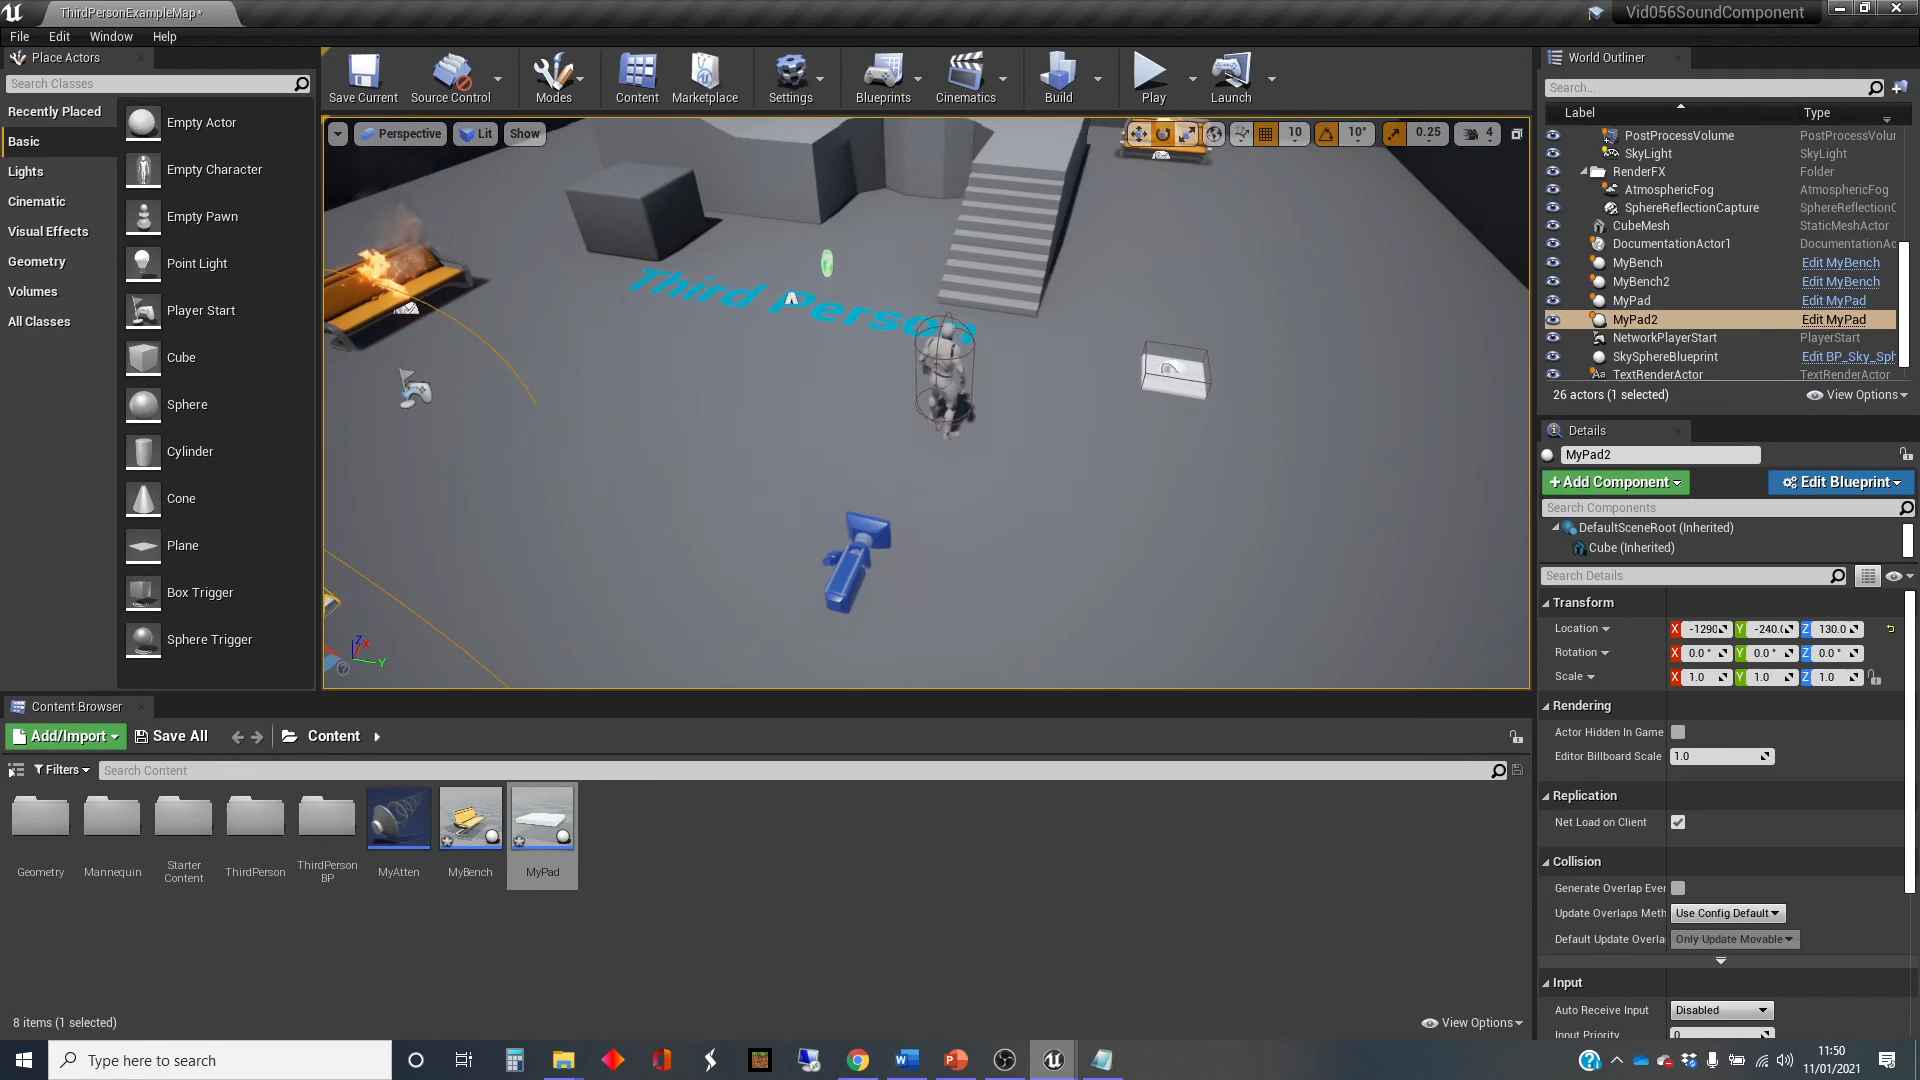 ThirdPersonExampleMap*
Vid056SoundComponent
File Edit Window Help
Place Actors
Search Classes
Recently Placed
Basic
Lights
Cinematic
Visual Effects
Geometry
Volumes
All Classes
Empty Actor
Empty Character
Empty Pawn
Point Light
Player Start
Cube
Sphere
Cylinder
Cone
Plane
Box Trigger
Sphere Trigger
Save Current Source Control Modes Content Marketplace Settings Blueprints Cinematics Build Play Launch
Perspective Lit Show
10 10° 0.25 4
Third Person
Z X Y
World Outliner
Search...
Label Type
PostProcessVolume PostProcessVolur
SkyLight SkyLight
RenderFX Folder
AtmosphericFog AtmosphericFog
SphereReflectionCapture SphereReflectionC
CubeMesh StaticMeshActor
DocumentationActor1 DocumentationAc
MyBench Edit MyBench
MyBench2 Edit MyBench
MyPad Edit MyPad
MyPad2 Edit MyPad
NetworkPlayerStart PlayerStart
SkySphereBlueprint Edit BP_Sky_Sph
TextRenderActor TextRenderActor
26 actors (1 selected) View Options
Details
MyPad2
+Add Component Edit Blueprint
Search Components
DefaultSceneRoot (Inherited)
Cube (Inherited)
Search Details
Transform
Location X -1290 Y -240.( Z 130.0
Rotation X 0.0 ° Y 0.0 ° Z 0.0 °
Scale X 1.0 Y 1.0 Z 1.0
Rendering
Actor Hidden In Game
Editor Billboard Scale 1.0
Replication
Net Load on Client
Collision
Generate Overlap Ever
Update Overlaps Meth Use Config Default
Default Update Overla Only Update Movable
Input
Auto Receive Input Disabled
Input Priority 0
Content Browser
Add/Import Save All Content
Filters Search Content
Geometry
Mannequin
Starter Content
ThirdPerson
ThirdPerson BP
MyAtten
MyBench
MyPad
8 items (1 selected) View Options
Type here to search
11:50
11/01/2021